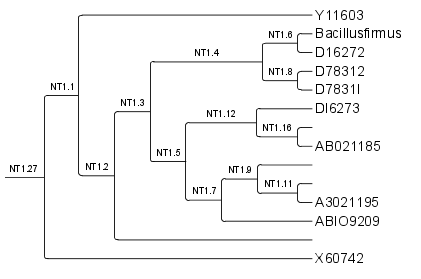 Y11603
NT1.6
Bacillusfirmus
NT1.4
D16272
NT1.8
D78312
NT1.1
D7831I
NT1.3
NT1.12
DI6273
NT1.16
NT1.5
AB021185
NT1.27
NT1.2
NT1.9
NT1.11
NT1.7
A3021195
ABIO9209
X60742